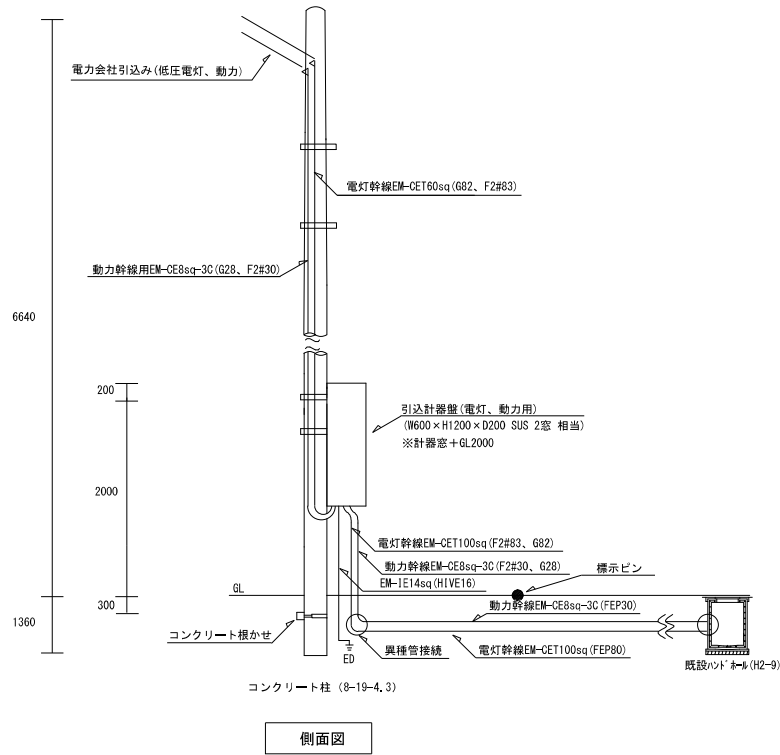 電力会社引込み(低圧電灯、動力)
電灯幹線EM-CET60sq(G82、F2#83)
動力幹線用EM-CE8sq-3C(G28、F2#30)
6640
200
引込計器盤(電灯、動力用)
(W600×H1200×D200 SUS 2窓 相当)
※計器窓+GL2000
2000
電灯幹線EM-CET100sq(F2#83、G82)
動力幹線EM-CE8sq-3C(F2#30、G28)
標示ピン
EM-IE14sq(HIVE16)
GL
動力幹線EM-CE8sq-3C(FEP30)
300
1360
コンクリート根かせ
異種管接続
電灯幹線EM-CET100sq(FEP80)
ED
既設ハンドホール(H2-9)
コンクリート柱 (8-19-4.3)
側面図